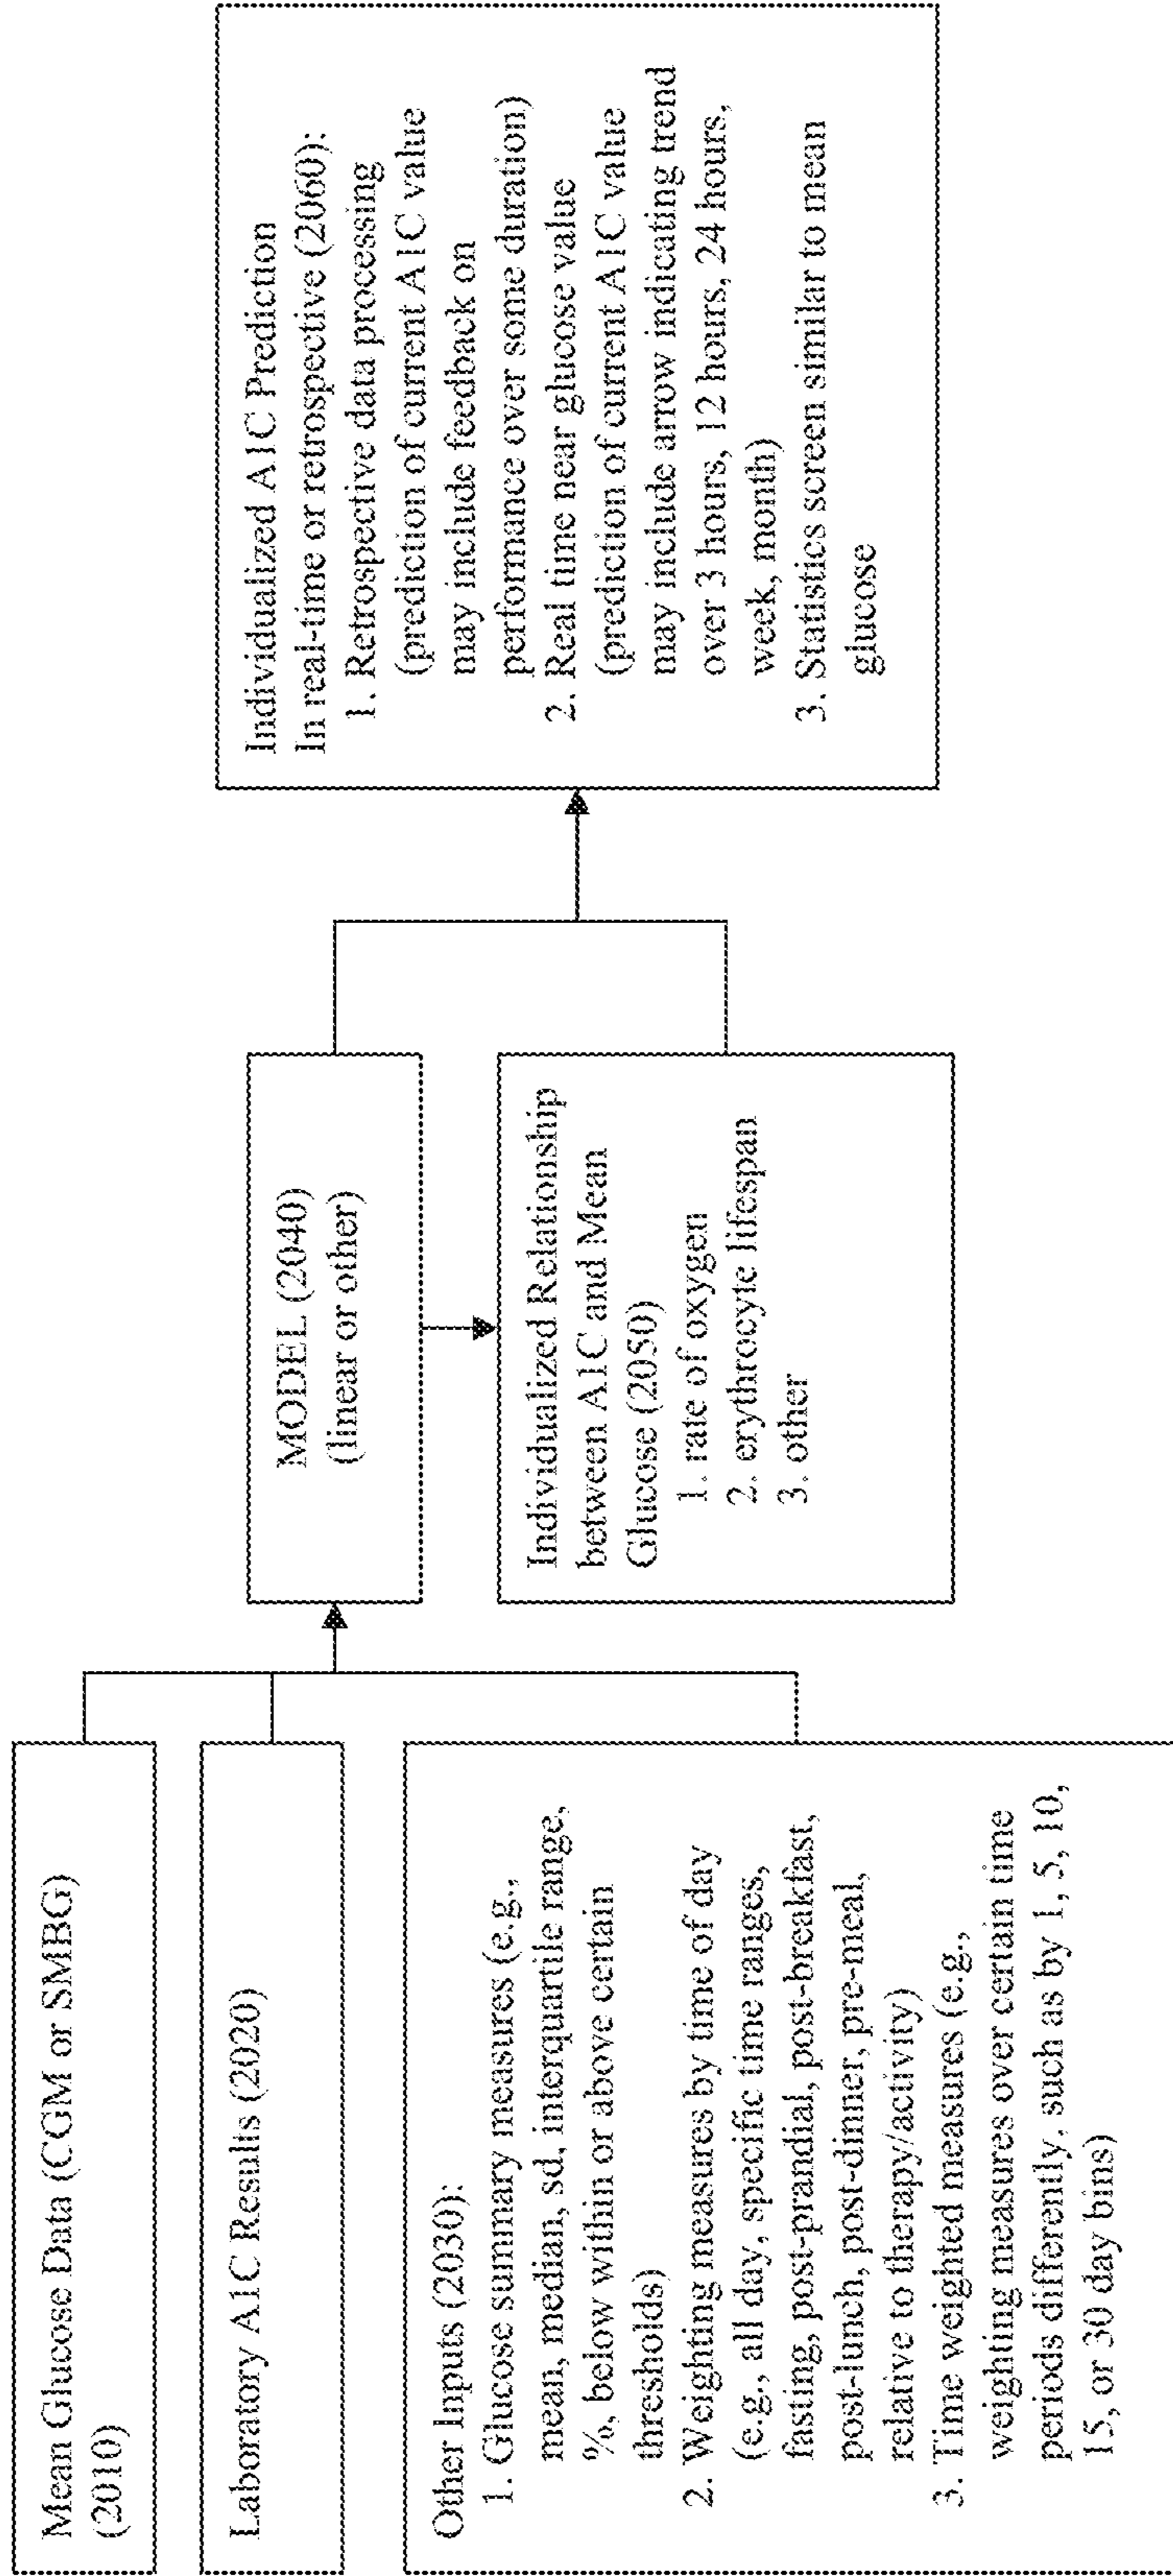 Mean Glucose Data (CGM or SMBG)
(2010)
Laboratory A1C Results (2020)
Other Inputs (2030):
1. Glucose summary measures (e.g.,
mean, median, sd, interquartile range,
%, below within or above certain
thresholds)
2. Weighting measures by time of day
(e.g., all day, specific time ranges,
fasting, post-prandial, post-breakfast,
post-lunch, post-dinner, pre-meal,
relative to therapy/activity)
3. Time weighted measures (e.g.,
weighting measures over certain time
periods differently, such as by 1, 5, 10,
15, or 30 day bins)
MODEL (2040)
(linear or other)
Individualized Relationship
between A1C and Mean
Glucose (2050)
1. rate of oxygen
2. erythrocyte lifespan
3. other
Individualized A1C Prediction
In real-time or retrospective (2060):
1. Retrospective data processing
(prediction of current A1C value
may include feedback on
performance over some duration)
2. Real time near glucose value
(prediction of current A1C value
may include arrow indicating trend
over 3 hours, 12 hours, 24 hours,
week, month)
3. Statistics screen similar to mean
glucose